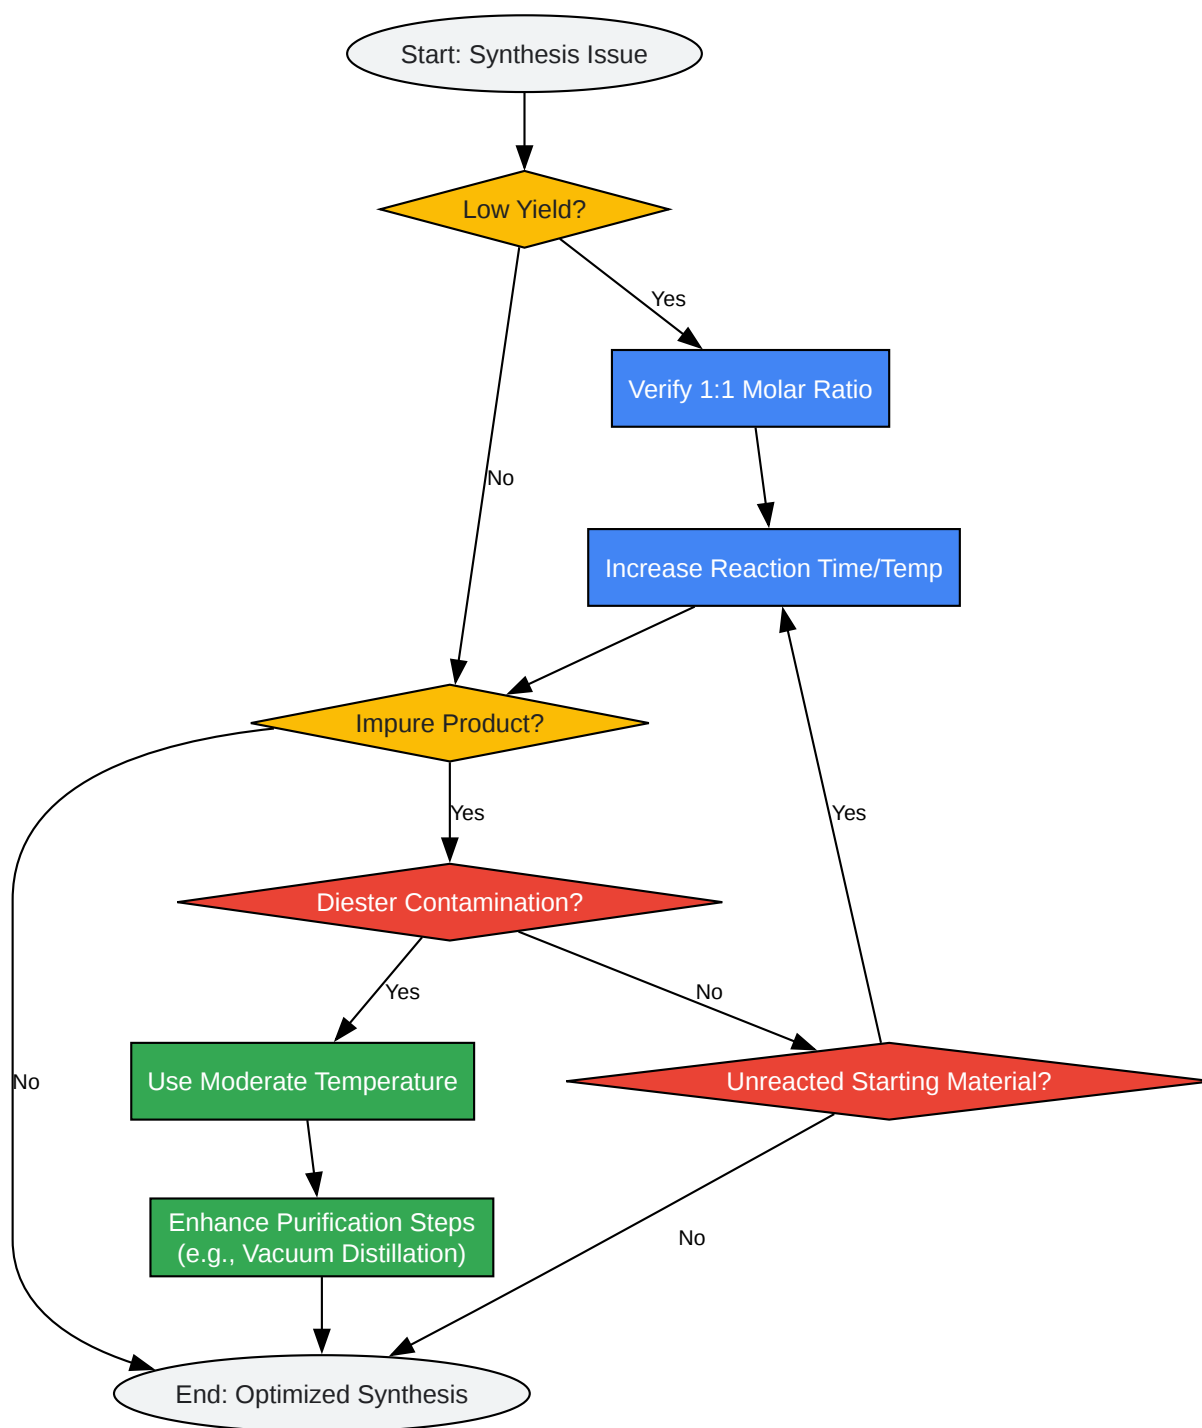 Start: Synthesis Issue
Low Yield?
Yes
Verify 1:1 Molar Ratio
No
Increase Reaction Time/Temp
Impure Product?
Yes
Yes
Diester Contamination?
Yes
No
No
Use Moderate Temperature
Unreacted Starting Material?
Enhance Purification Steps
(e.g., Vacuum Distillation)
No
End: Optimized Synthesis